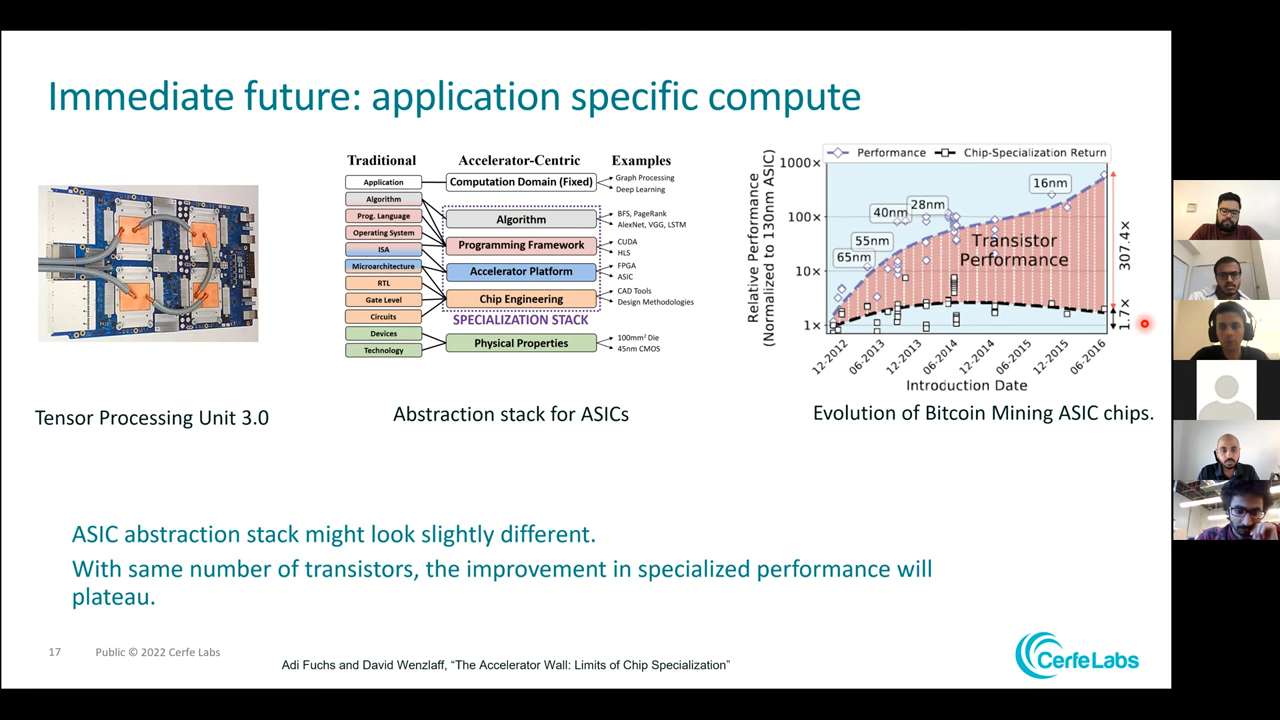 Immediate future: application specific compute
Traditional
Accelerator-Centric
Examples
Application
Algorithm
Prog. Language
Operating System
ISA
Microarchitecture
RTL
Gate Level
Circuits
Devices
Technology
Computation Domain (Fixed)
Algorithm
Programming Framework
Accelerator Platform
Chip Engineering
SPECIALIZATION STACK
Physical Properties
Graph Processing
Deep Learning
BFS, PageRank
AlexNet, VGG, LSTM
CUDA
HLS
FPGA
ASIC
CAD Tools
Design Methodologies
100mm² Die
45nm CMOS
Performance
Chip-Specialization Return
Relative Performance
(Normalized to 130nm ASIC)
1000×
100×
10×
1×
65nm
55nm
40nm
28nm
16nm
Transistor
Performance
307.4×
1.7×
12-2012
06-2013
12-2013
06-2014
12-2014
06-2015
12-2015
06-2016
Introduction Date
Tensor Processing Unit 3.0
Abstraction stack for ASICs
Evolution of Bitcoin Mining ASIC chips.
ASIC abstraction stack might look slightly different.
With same number of transistors, the improvement in specialized performance will
plateau.
17
Public © 2022 Cerfe Labs
Adi Fuchs and David Wenzlaff, “The Accelerator Wall: Limits of Chip Specialization”
CerfeLabs